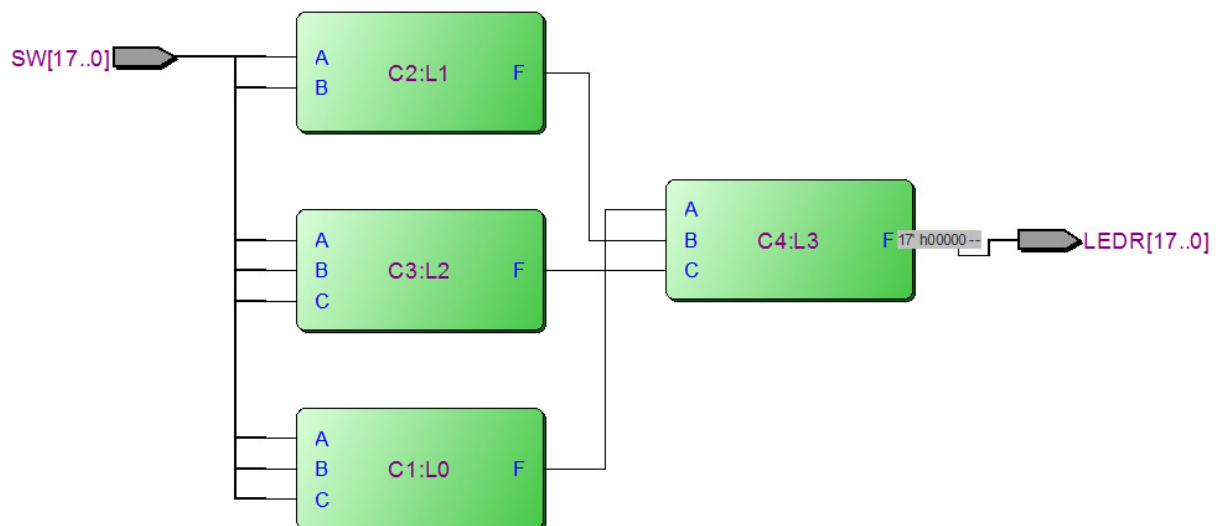 SW[17..0]
A
B
C2:L1
F
A
B
C
C3:L2
F
A
B
C
C1:L0
F
A
B
C
C4:L3
F
17' h00000 --
LEDR[17..0]